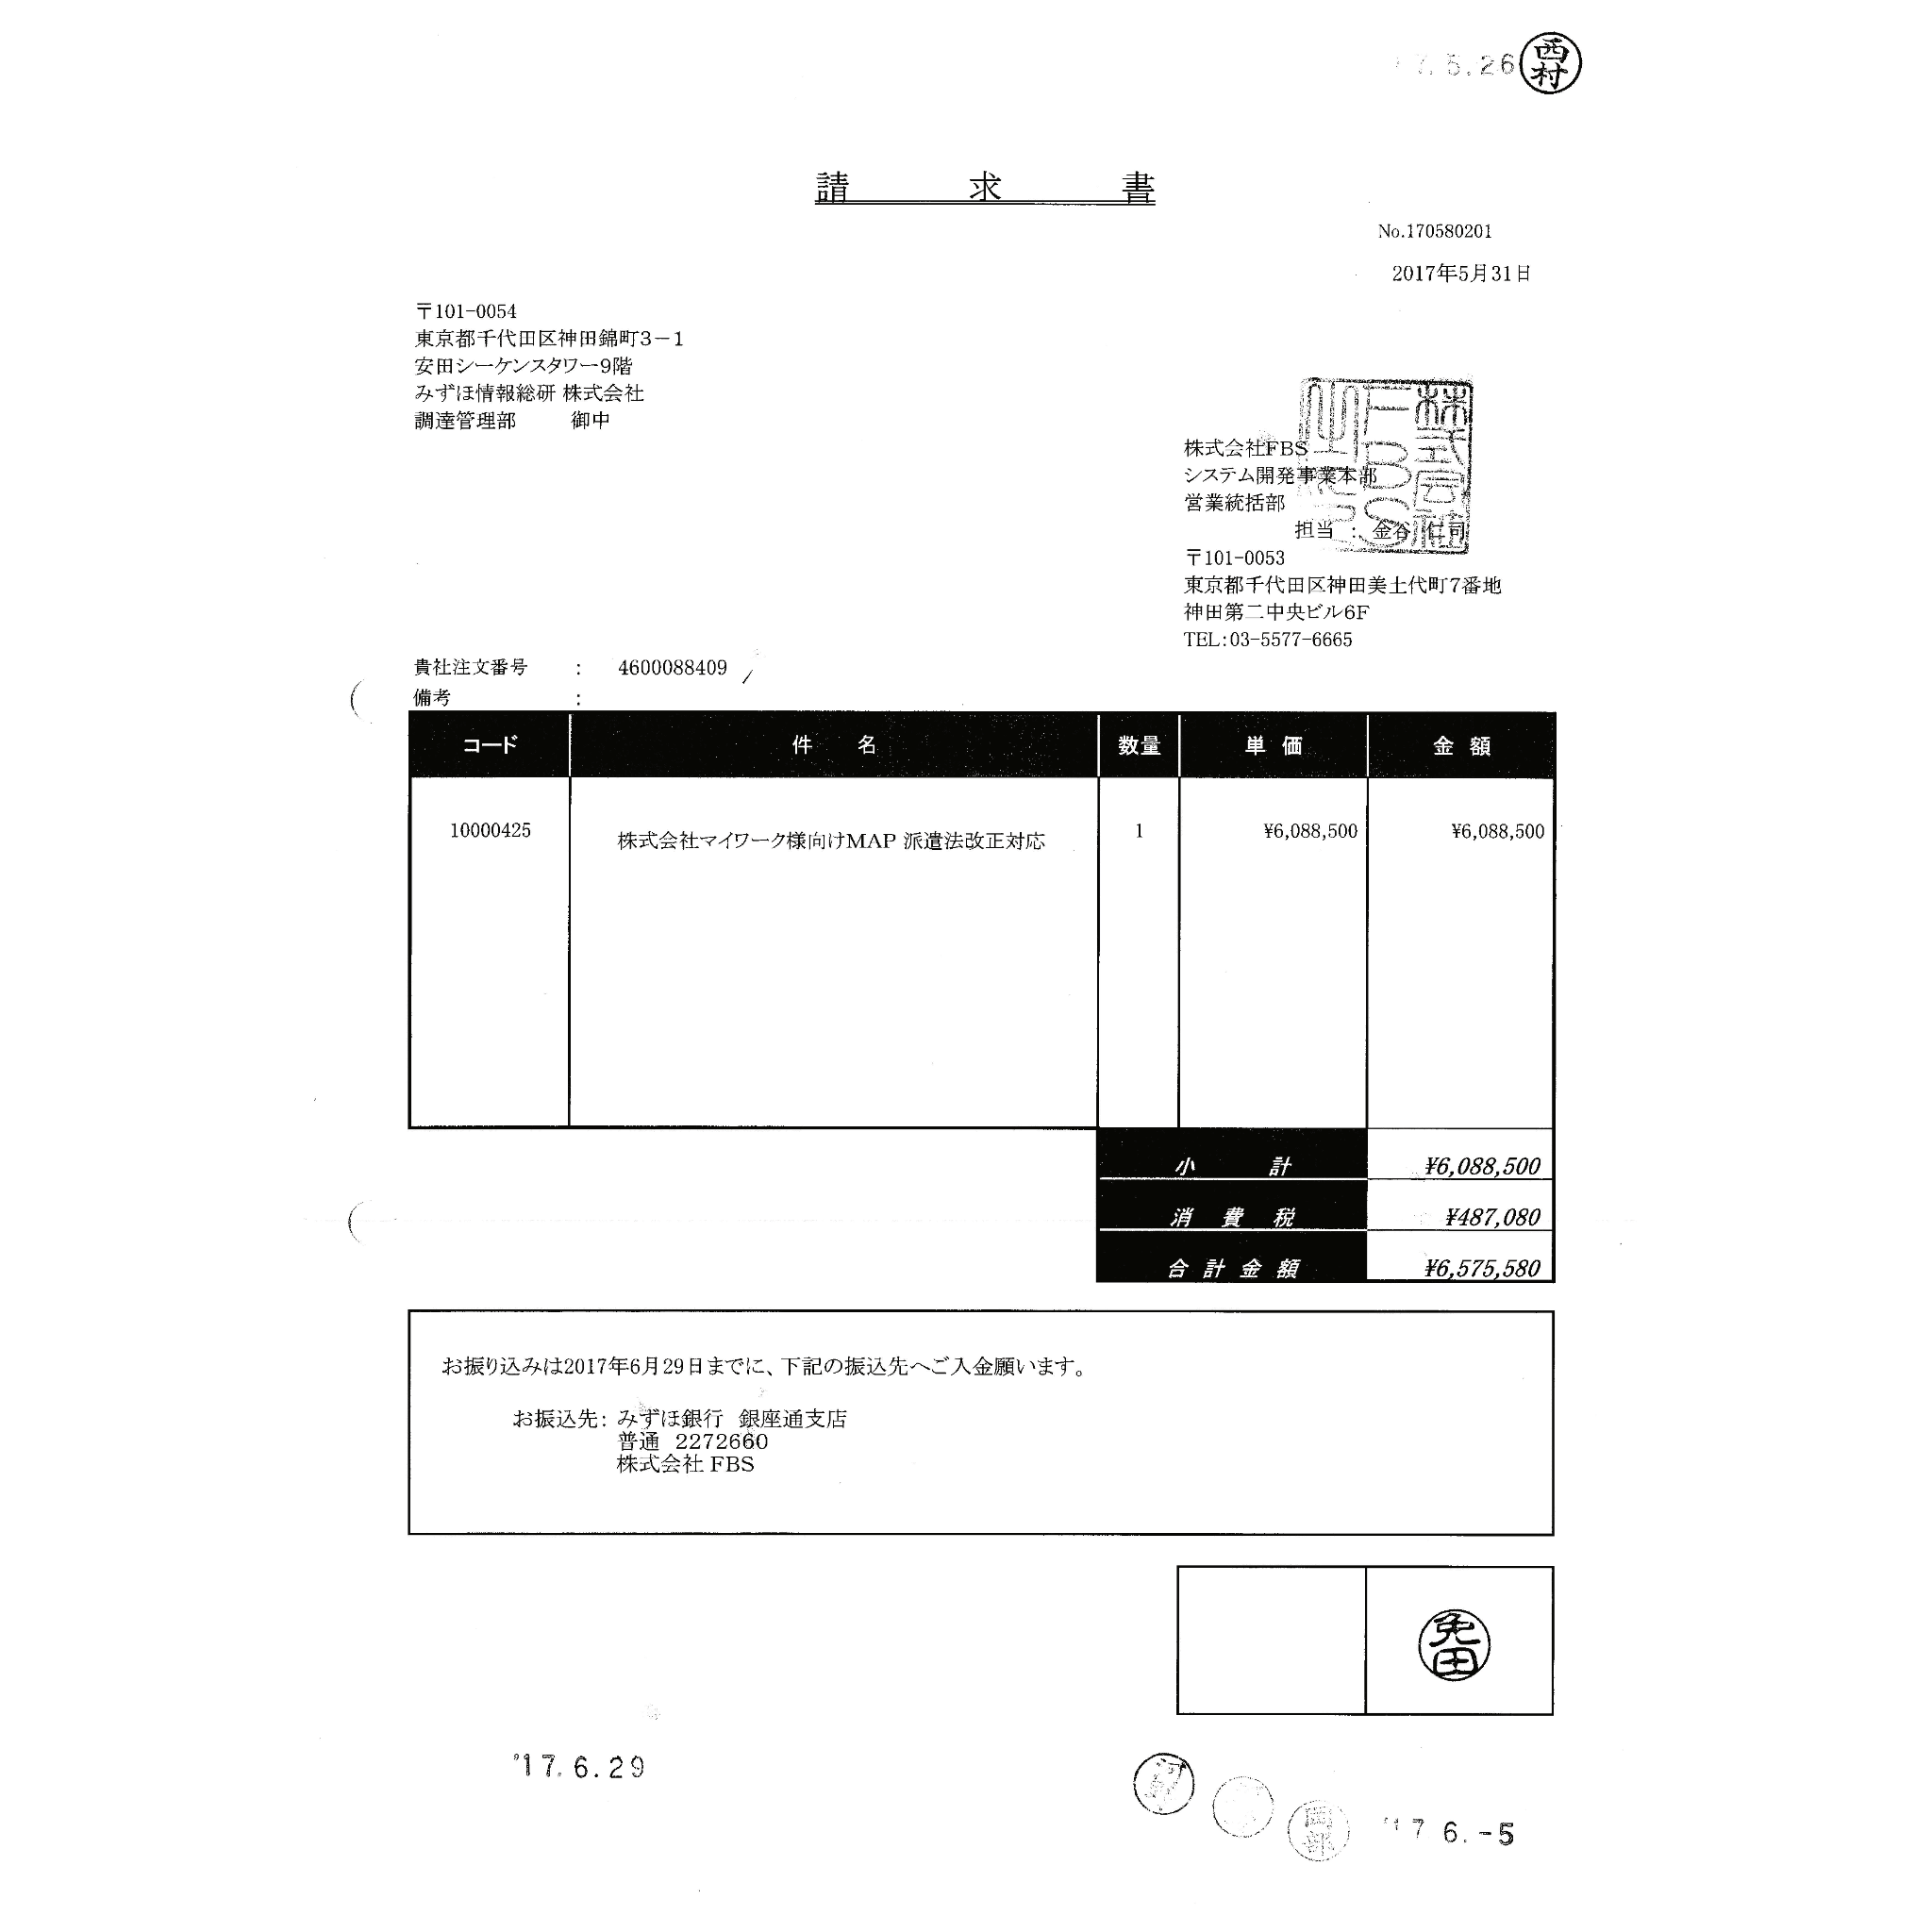 7.5.26 西村
請求書
No.170580201
2017年5月31日
〒101-0054
東京都千代田区神田錦町3－1
安田シーケンスタワー9階
みずほ情報総研 株式会社
調達管理部 御中
株式会社FBS
システム開発事業本部
営業統括部
担当 : 金谷 仁司
〒101-0053
東京都千代田区神田美土代町7番地
神田第二中央ビル6F
TEL:03-5577-6665
貴社注文番号 : 4600088409
備考 :
コード 件 名 数量 単 価 金 額
10000425 株式会社マイワーク様向けMAP 派遣法改正対応 1 ¥6,088,500 ¥6,088,500
小計 ¥6,088,500
消費税 ¥487,080
合計金額 ¥6,575,580
お振り込みは2017年6月29日までに、下記の振込先へご入金願います。
お振込先: みずほ銀行 銀座通支店
普通 2272660
株式会社 FBS
免田
'17.6.29
岡部
'17 6.-5